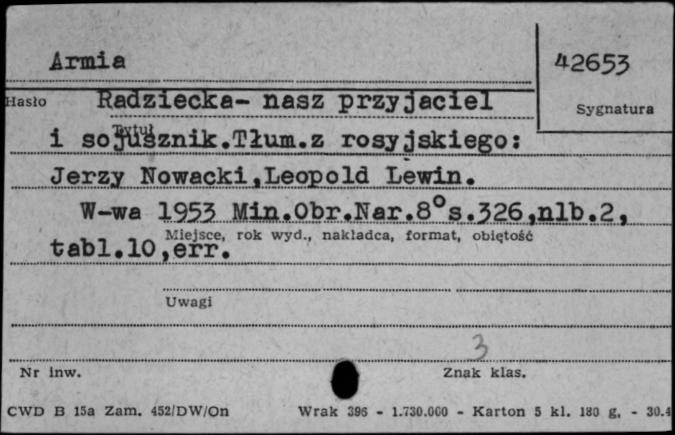 Armia
42653
Hasło
Radziecka- nasz przyjaciel
Sygnatura
Tytuł
i sojusznik.Tłum.z rosyjskiego:
Jerzy Nowacki,Leopold Lewin.
W-wa 1953 Min.Obr.Nar.8°s.326,nlb.2,
Miejsce, rok wyd., nakładca, format, objętość
tabl.10,err.
Uwagi
3
Nr inw.
Znak klas.
CWD B 15a Zam. 452/DW/On Wrak 396 - 1.730.000 - Karton 5 kl. 180 g. - 30.4